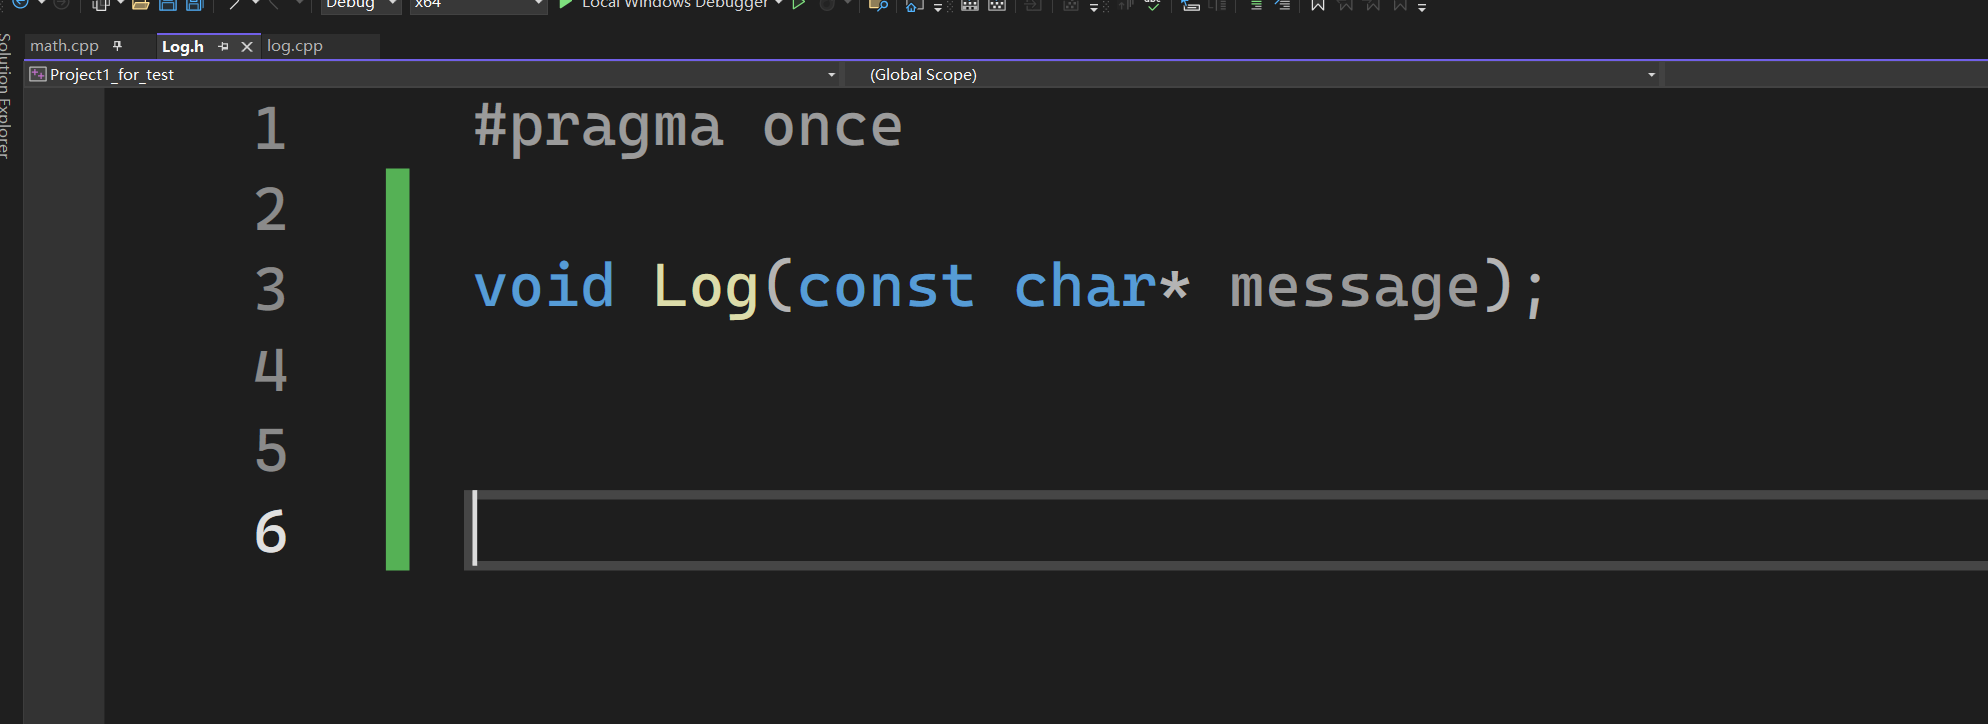 Debug x64 Local Windows Debugger
Solution Explorer
math.cpp Log.h log.cpp
Project1_for_test (Global Scope)
1 #pragma once
2
3 void Log(const char* message);
4
5
6